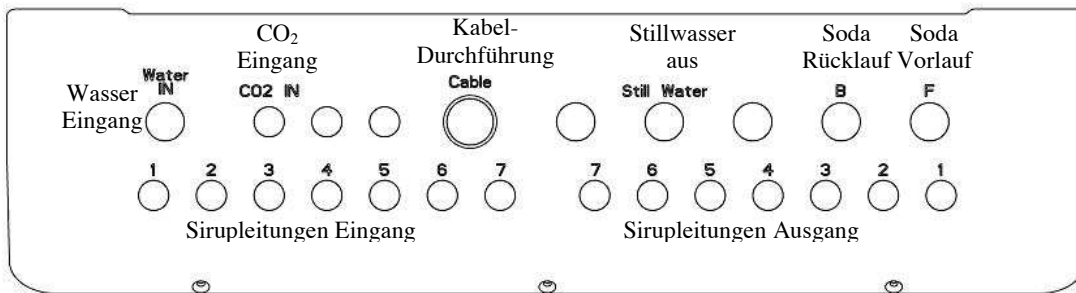 CO₂ Eingang
Kabel-Durchführung
Stillwasser aus
Soda Rücklauf
Soda Vorlauf
Wasser Eingang
Water IN
CO2 IN
Cable
Still Water
B
F
1 2 3 4 5 6 7
7 6 5 4 3 2 1
Sirupleitungen Eingang
Sirupleitungen Ausgang